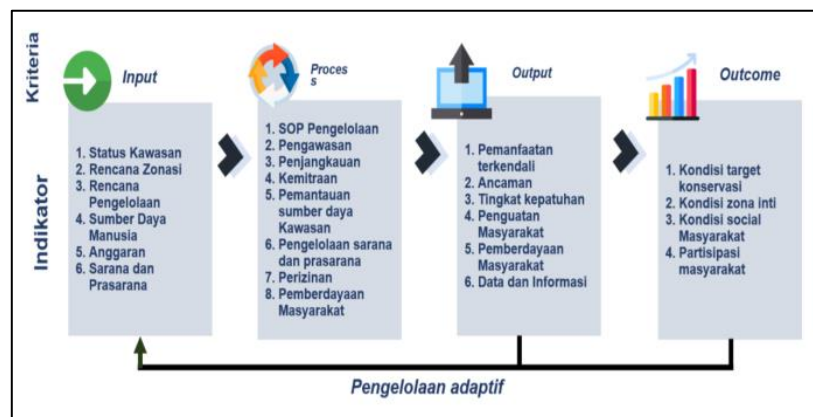 Kriteria
Input
Proces
s
Output
Outcome
Indikator
1. Status Kawasan
2. Rencana Zonasi
3. Rencana
Pengelolaan
4. Sumber Daya
Manusia
5. Anggaran
6. Sarana dan
Prasarana
1. SOP Pengelolaan
2. Pengawasan
3. Penjangkauan
4. Kemitraan
5. Pemantauan
sumber daya
Kawasan
6. Pengelolaan sarana
dan prasarana
7. Perizinan
8. Pemberdayaan
Masyarakat
1. Pemanfaatan
terkendali
2. Ancaman
3. Tingkat kepatuhan
4. Penguatan
Masyarakat
5. Pemberdayaan
Masyarakat
6. Data dan Informasi
1. Kondisi target
konservasi
2. Kondisi zona inti
3. Kondisi social
Masyarakat
4. Partisipasi
masyarakat
Pengelolaan adaptif